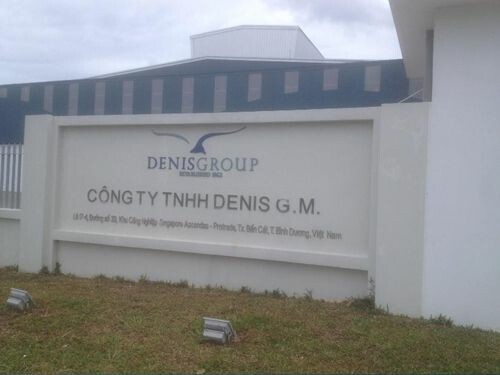 DENISGROUP
ESTABLISHED 1862
CÔNG TY TNHH DENIS G.M.
Đường số 30, Khu Công Nghiệp Singapore Ascendas - Protrade, Tx. Bến Cát, T. Bình Dương, Việt Nam